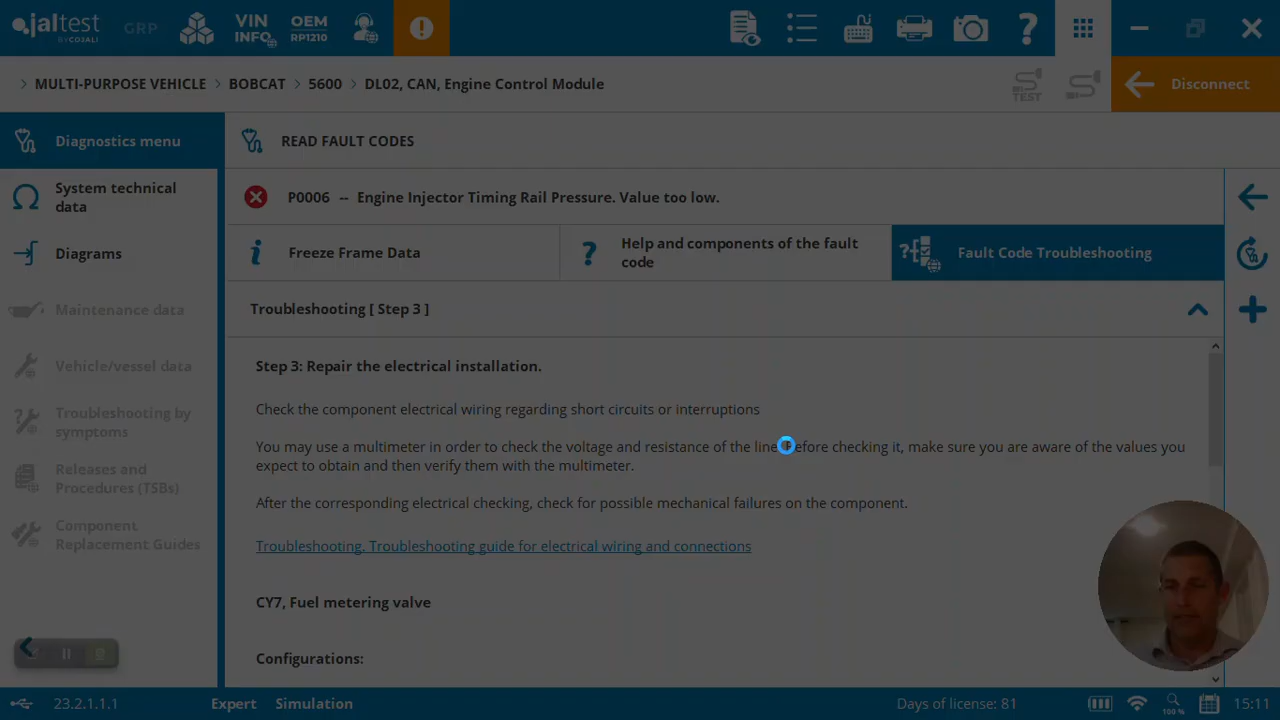 jaltest
BY COJALI
GRP
VIN
INFO
OEM
RP1210
MULTI-PURPOSE VEHICLE > BOBCAT > 5600 > DL02, CAN, Engine Control Module
TEST
Disconnect
Diagnostics menu
READ FAULT CODES
System technical
data
P0006 -- Engine Injector Timing Rail Pressure. Value too low.
Diagrams
Freeze Frame Data
Help and components of the fault
code
Fault Code Troubleshooting
Maintenance data
Troubleshooting [ Step 3 ]
Vehicle/vessel data
Step 3: Repair the electrical installation.
Troubleshooting by
symptoms
Check the component electrical wiring regarding short circuits or interruptions
You may use a multimeter in order to check the voltage and resistance of the line before checking it, make sure you are aware of the values you
expect to obtain and then verify them with the multimeter.
Releases and
Procedures (TSBs)
After the corresponding electrical checking, check for possible mechanical failures on the component.
Component
Replacement Guides
Troubleshooting. Troubleshooting guide for electrical wiring and connections
CY7, Fuel metering valve
Configurations:
23.2.1.1.1
Expert
Simulation
Days of license: 81
100 %
15:11